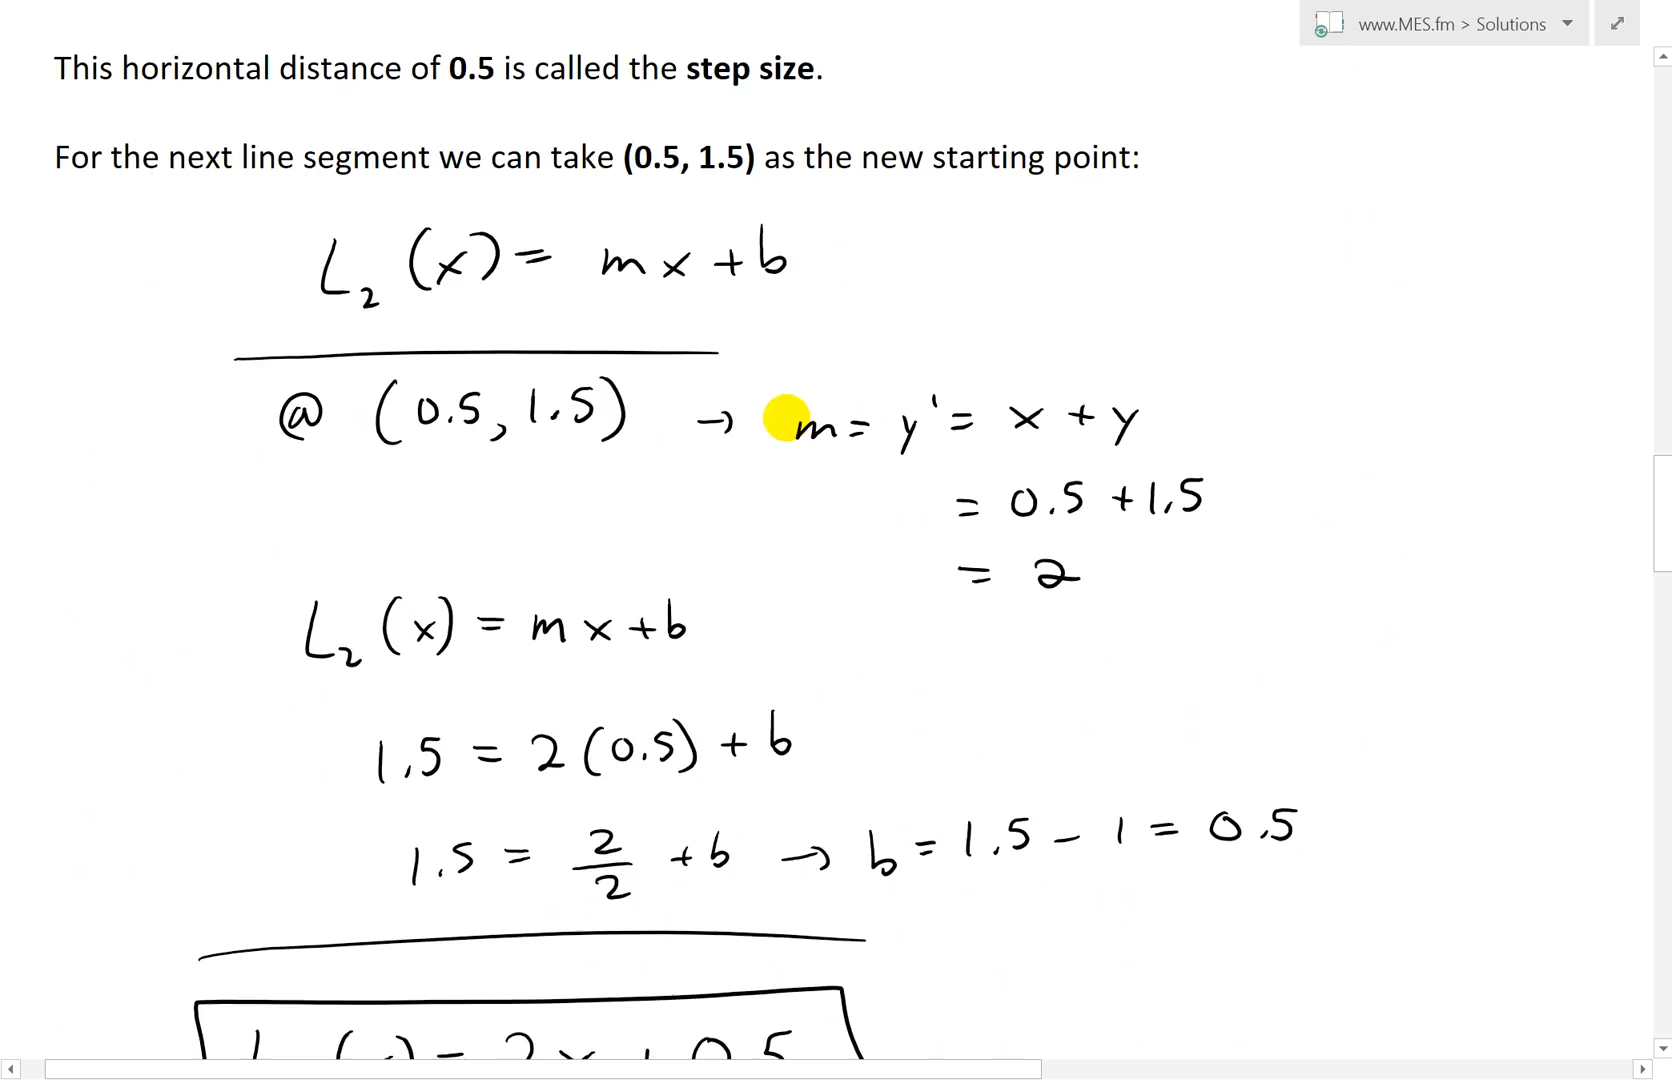 www.MES.fm > Solutions
This horizontal distance of 0.5 is called the step size.
For the next line segment we can take (0.5, 1.5) as the new starting point:
L₂(x) = mx + b
@ (0.5, 1.5) → m = y' = x + y
= 0.5 + 1.5
= 2
L₂(x) = mx + b
1.5 = 2(0.5) + b
1.5 = 2/2 + b → b = 1.5 - 1 = 0.5